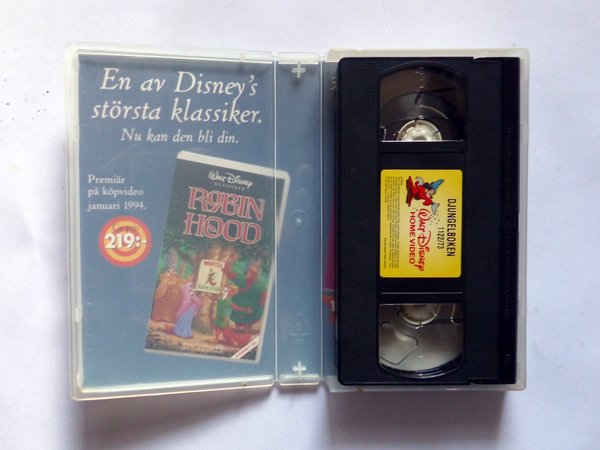 En av Disney's
största klassiker.
Nu kan den bli din.
Premiär
på köpvideo
januari 1994.
219:-
Walt Disney
KLASSIKER
ROBIN
HOOD
WANTED
DJUNGELBOKEN
1122/73
WALT DISNEY
HOME VIDEO